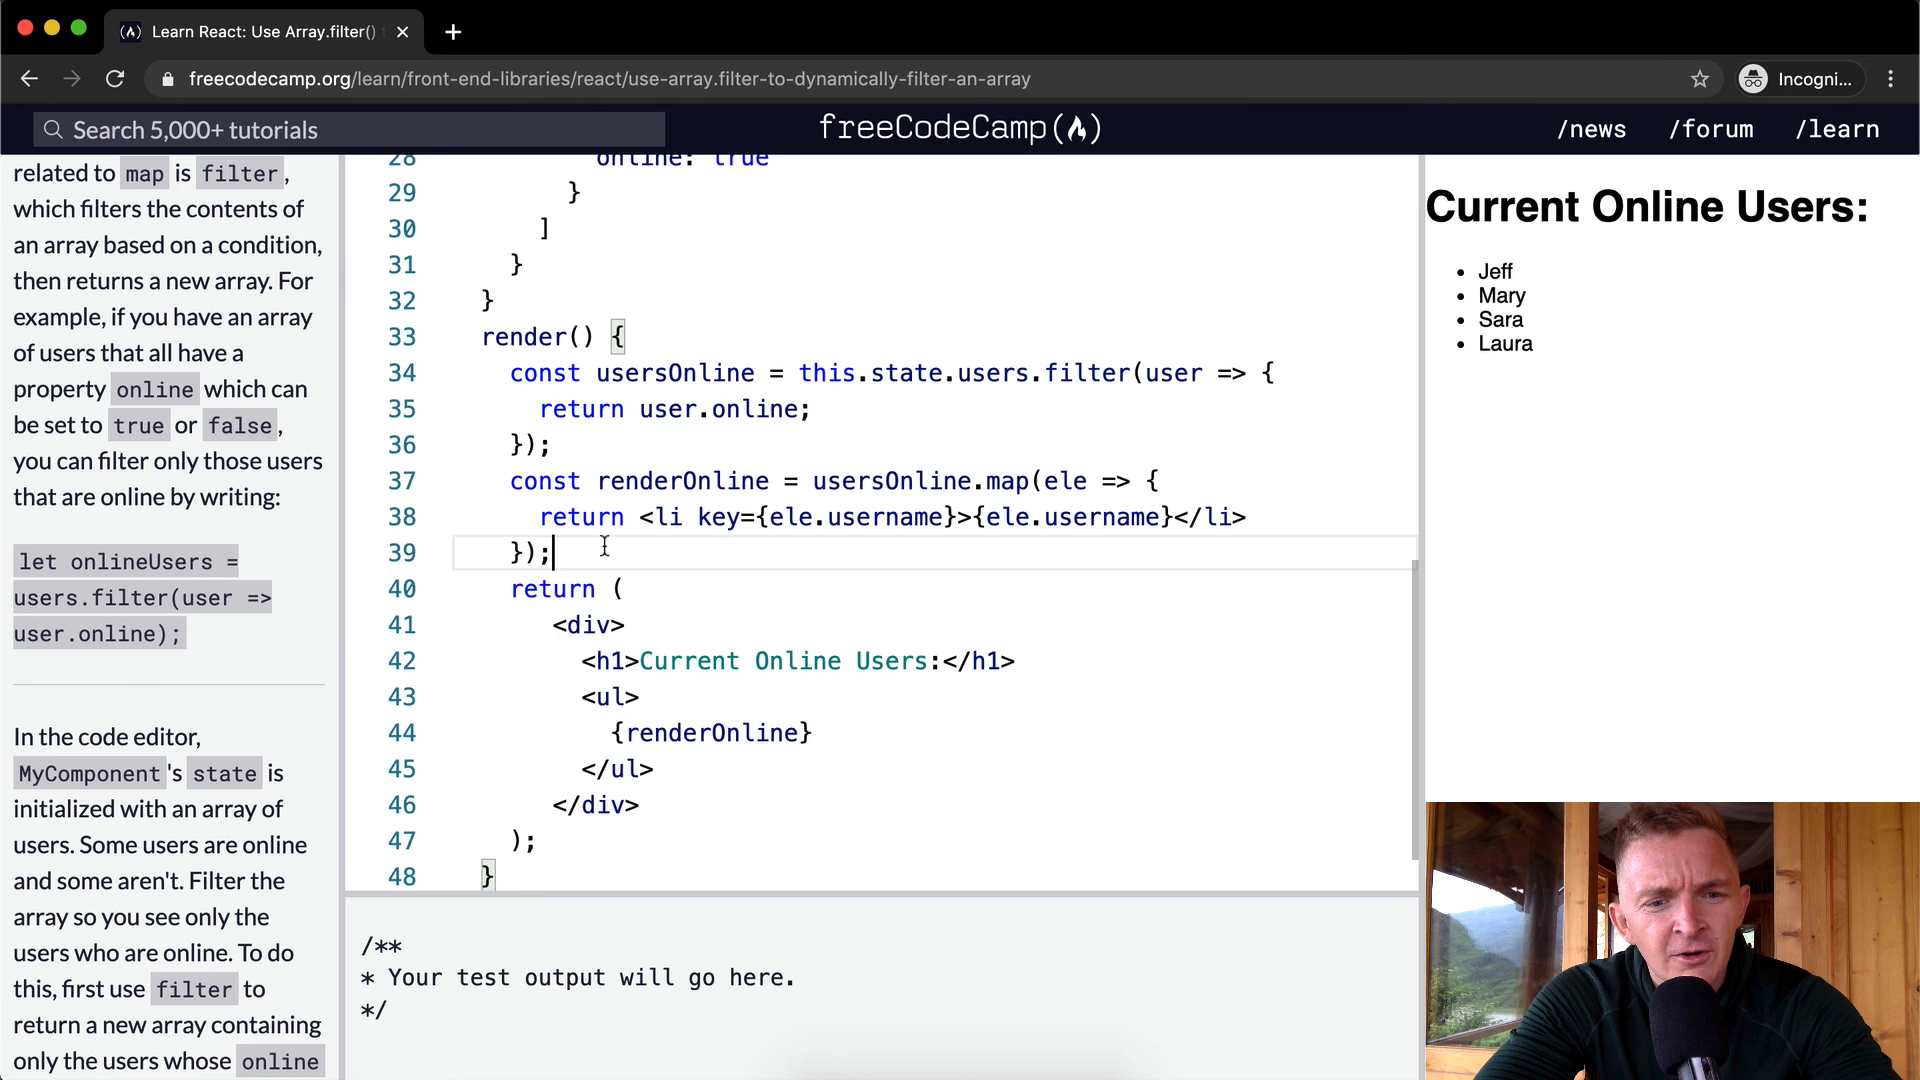 Learn React: Use Array.filter()
freecodecamp.org/learn/front-end-libraries/react/use-array.filter-to-dynamically-filter-an-array
Incogni...
Search 5,000+ tutorials
freeCodeCamp
/news /forum /learn
related to map is filter,
which filters the contents of
an array based on a condition,
then returns a new array. For
example, if you have an array
of users that all have a
property online which can
be set to true or false,
you can filter only those users
that are online by writing:
let onlineUsers =
users.filter(user =>
user.online);
In the code editor,
MyComponent's state is
initialized with an array of
users. Some users are online
and some aren't. Filter the
array so you see only the
users who are online. To do
this, first use filter to
return a new array containing
only the users whose online
28 online: true
29 }
30 ]
31 }
32 }
33 render() {
34 const usersOnline = this.state.users.filter(user => {
35 return user.online;
36 });
37 const renderOnline = usersOnline.map(ele => {
38 return <li key={ele.username}>{ele.username}</li>
39 });
40 return (
41 <div>
42 <h1>Current Online Users:</h1>
43 <ul>
44 {renderOnline}
45 </ul>
46 </div>
47 );
48 }
/**
* Your test output will go here.
*/
Current Online Users:
• Jeff
• Mary
• Sara
• Laura